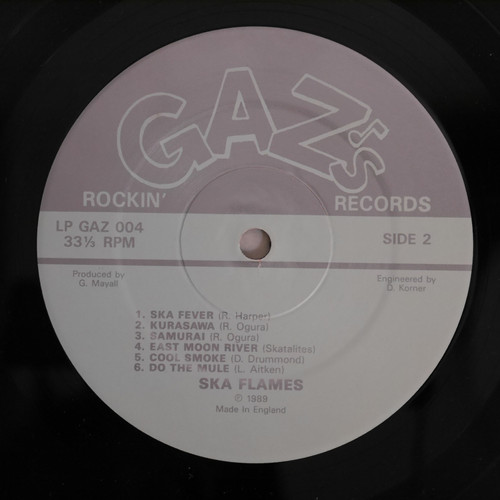 GAZ's
ROCKIN' RECORDS
LP GAZ 004
33⅓ RPM
SIDE 2
Produced by
G. Mayall
Engineered by
D. Korner
1. SKA FEVER (R. Harper)
2. KURASAWA (R. Ogura)
3. SAMURAI (R. Ogura)
4. EAST MOON RIVER (Skatalites)
5. COOL SMOKE (D. Drummond)
6. DO THE MULE (L. Aitken)
SKA FLAMES
℗ 1989
Made In England